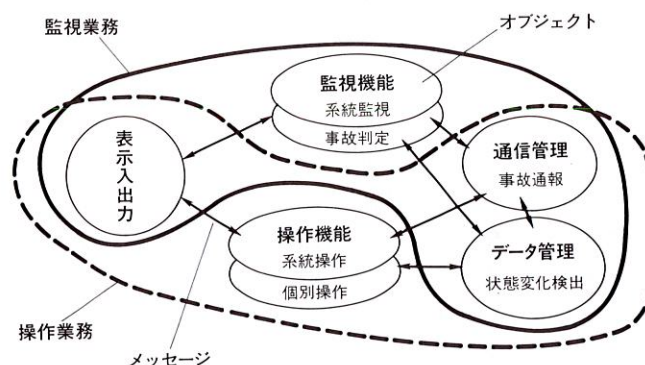 監視業務
オブジェクト
監視機能
系統監視
事故判定
表示入出力
通信管理
事故通報
操作機能
系統操作
個別操作
データ管理
状態変化検出
操作業務
メッセージ